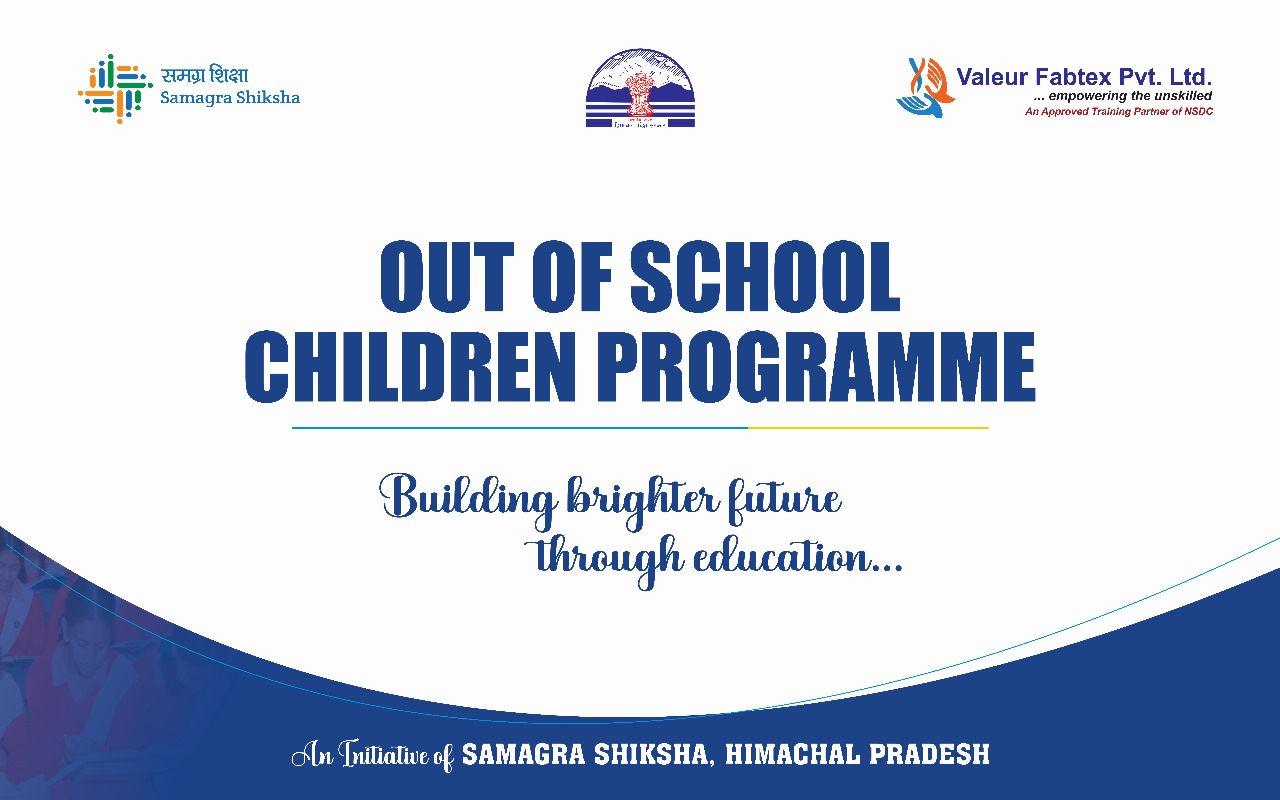 समग्र शिक्षा
Samagra Shiksha
Valeur Fabtex Pvt. Ltd.
... empowering the unskilled
An Approved Training Partner of NSDC
OUT OF SCHOOL
CHILDREN PROGRAMME
Building brighter future
through education...
An Initiative of SAMAGRA SHIKSHA, HIMACHAL PRADESH